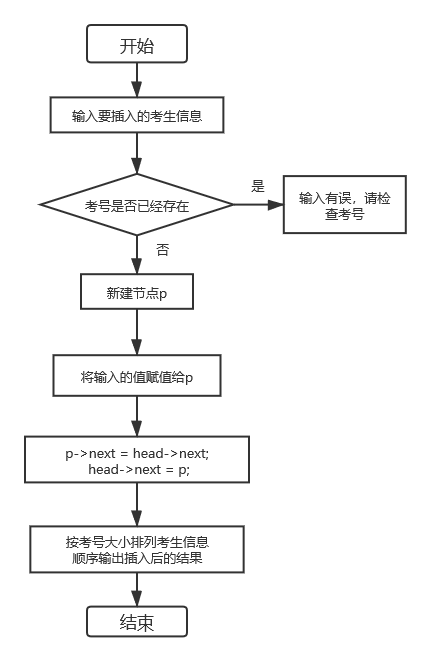 开始
输入要插入的考生信息
考号是否已经存在
是
输入有误，请检
查考号
否
新建节点p
将输入的值赋值给p
p->next = head->next;
head->next = p;
按考号大小排列考生信息
顺序输出插入后的结果
结束